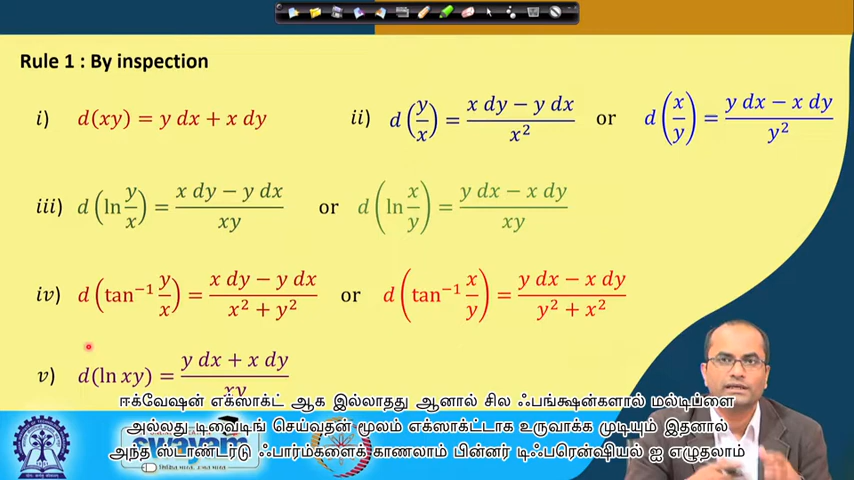 Rule 1 : By inspection
i) d(xy) = y dx + x dy ii) d(y/x) = (x dy − y dx)/x² or d(x/y) = (y dx − x dy)/y²
iii) d(ln y/x) = (x dy − y dx)/xy or d(ln x/y) = (y dx − x dy)/xy
iv) d(tan⁻¹ y/x) = (x dy − y dx)/(x² + y²) or d(tan⁻¹ x/y) = (y dx − x dy)/(y² + x²)
v) d(ln xy) = (y dx + x dy)/xy
ஈக்வேஷன் எக்ஸாக்ட் ஆக இல்லாதது ஆனால் சில ஃபங்க்ஷன்களால் மல்டிப்ளை
அல்லது டிவைடிங் செய்வதன் மூலம் எக்ஸாக்ட்டாக உருவாக்க முடியும் இதனால்
அந்த ஸ்டாண்டர்டு ஃபார்ம்களைக் காணலாம் பின்னர் டிஃபரென்ஷியல் ஐ எழுதலாம்